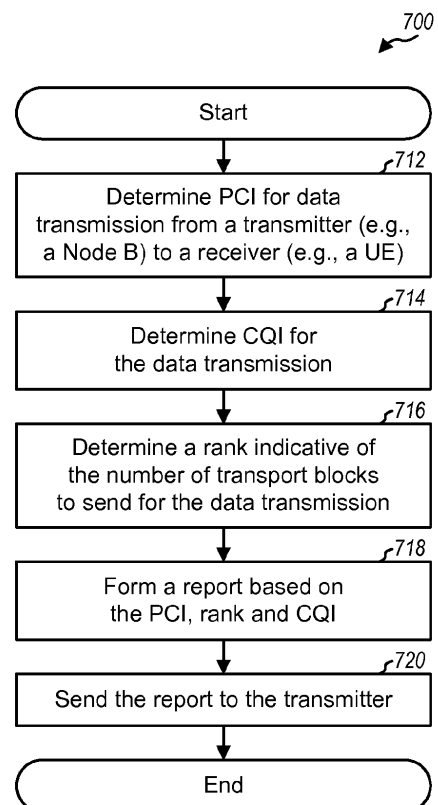 700
Start
712
Determine PCI for data
transmission from a transmitter (e.g.,
a Node B) to a receiver (e.g., a UE)
714
Determine CQI for
the data transmission
716
Determine a rank indicative of
the number of transport blocks
to send for the data transmission
718
Form a report based on
the PCI, rank and CQI
720
Send the report to the transmitter
End